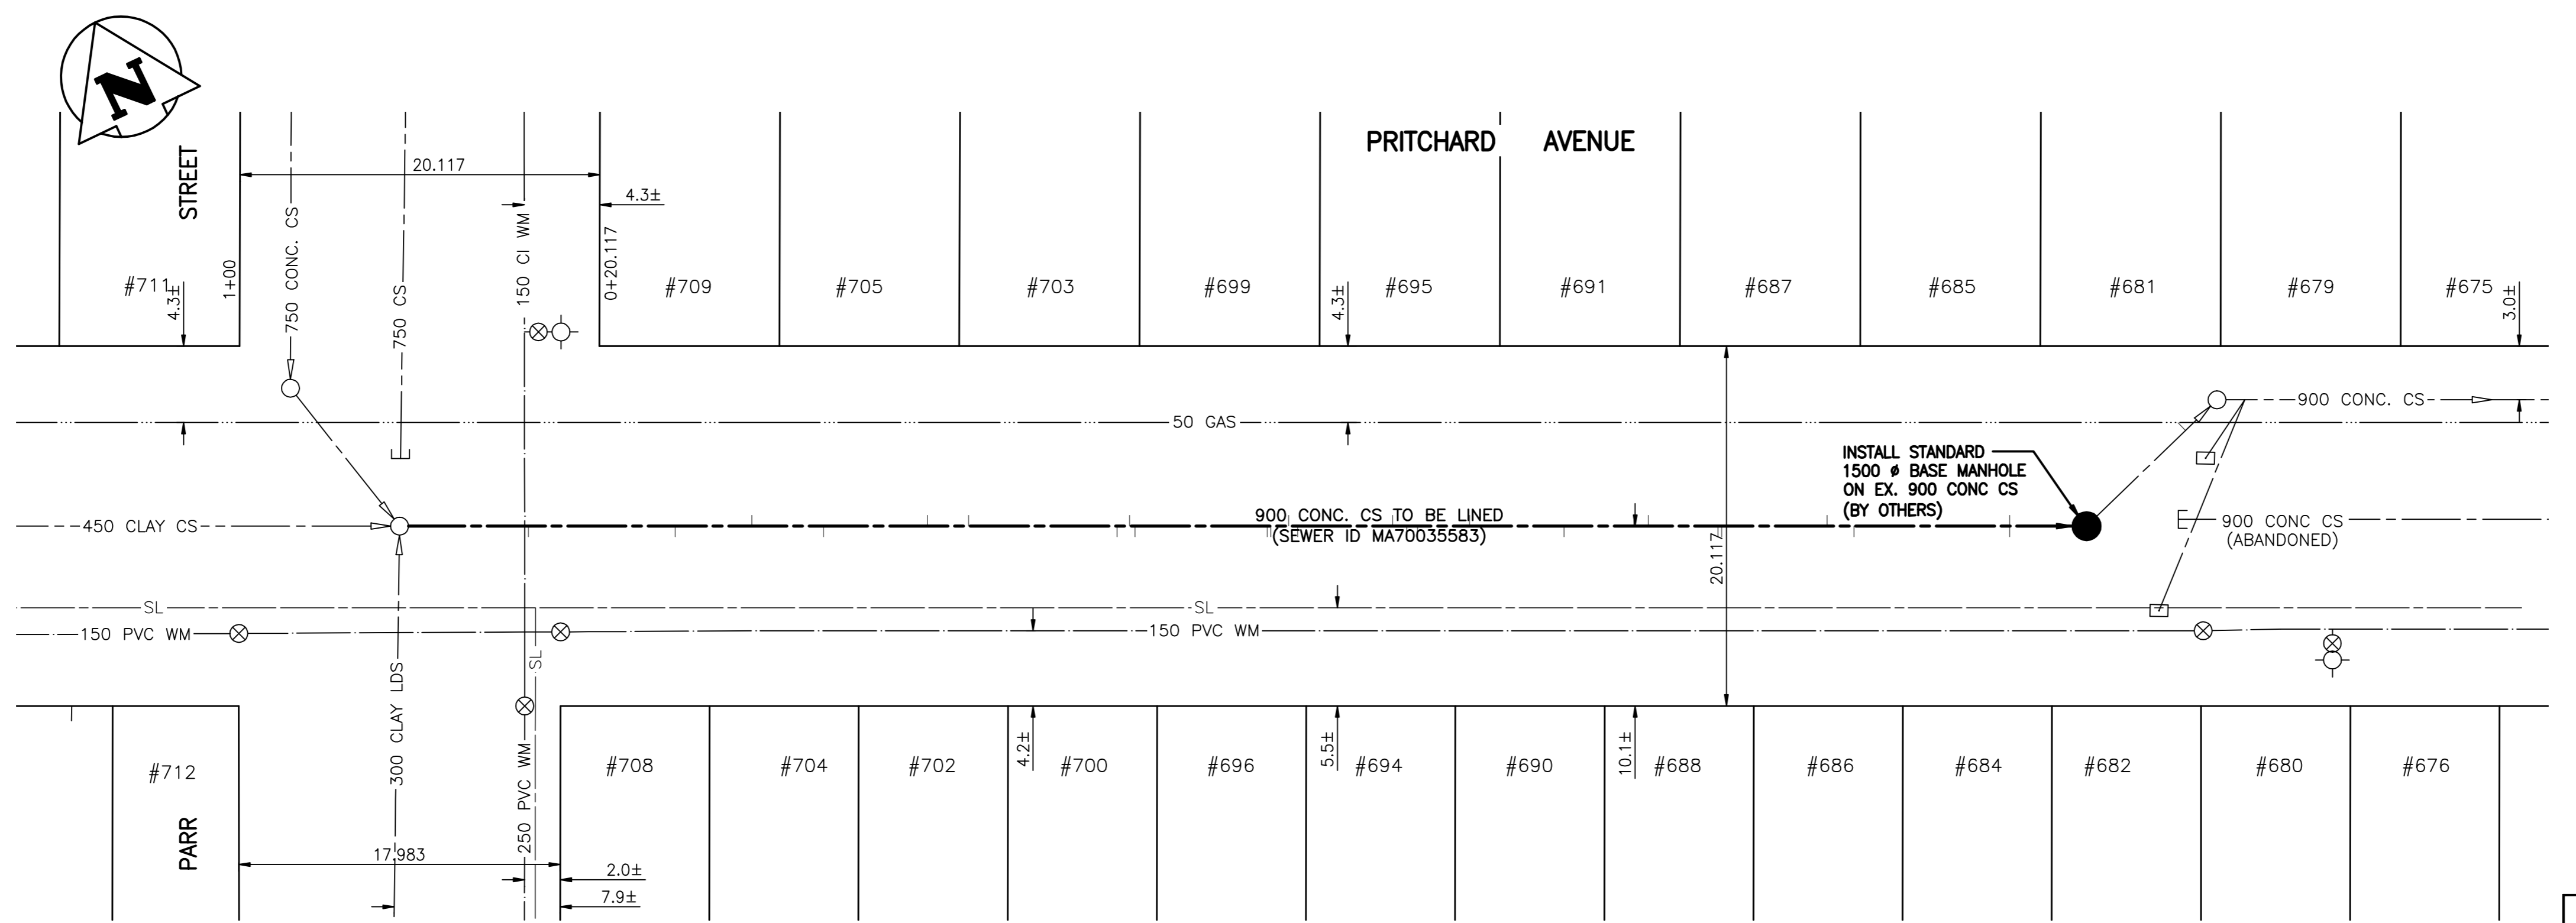 N
PRITCHARD AVENUE
STREET
20.117
4.3±
750 CONC. CS
750 CS
150 CI WM
1+00
0+20.117
#711
4.3±
#709
#705
#703
#699
4.3±
#695
#691
#687
#685
#681
#679
#675
3.0±
900 CONC. CS
50 GAS
INSTALL STANDARD
1500 ø BASE MANHOLE
ON EX. 900 CONC CS
(BY OTHERS)
450 CLAY CS
900 CONC. CS TO BE LINED
(SEWER ID MA70035583)
20.117
900 CONC CS
(ABANDONED)
SL
SL
150 PVC WM
150 PVC WM
SL
300 CLAY LDS
250 PVC WM
#712
#708
#704
#702
4.2±
#700
#696
5.5±
#694
#690
10.1±
#688
#686
#684
#682
#680
#676
PARR
17.983
2.0±
7.9±